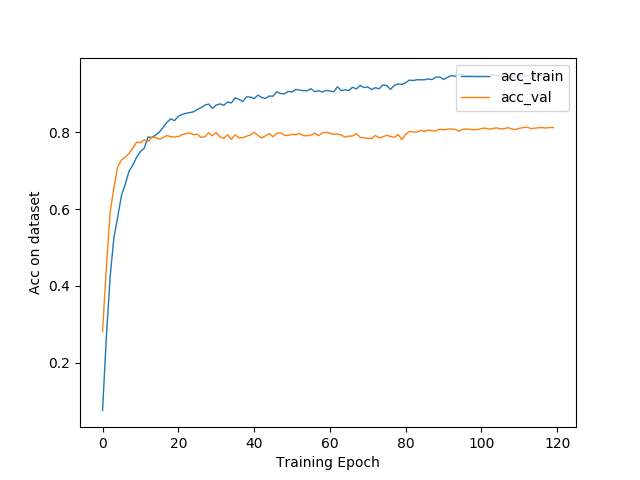 acc_train
acc_val
0.8
0.6
0.4
0.2
Acc on dataset
0 20 40 60 80 100 120
Training Epoch